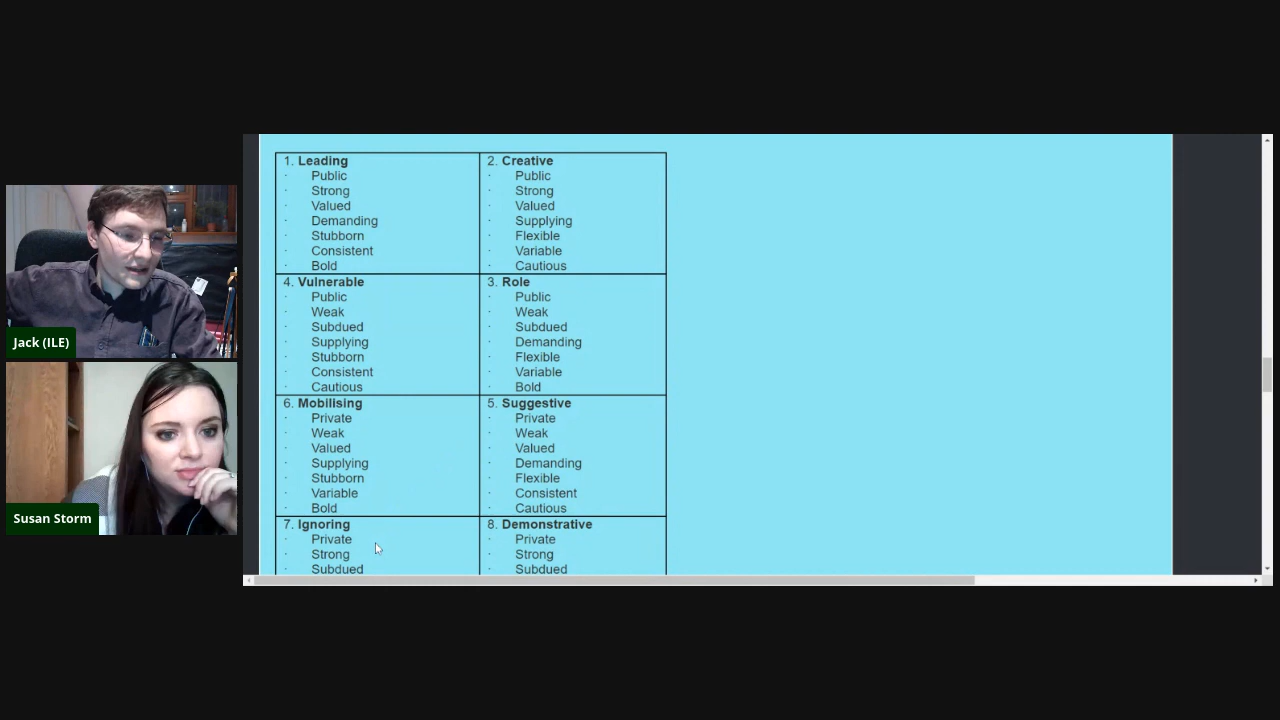 Jack (ILE)
Susan Storm
1. Leading
· Public
· Strong
· Valued
· Demanding
· Stubborn
· Consistent
· Bold
2. Creative
· Public
· Strong
· Valued
· Supplying
· Flexible
· Variable
· Cautious
4. Vulnerable
· Public
· Weak
· Subdued
· Supplying
· Stubborn
· Consistent
· Cautious
3. Role
· Public
· Weak
· Subdued
· Demanding
· Flexible
· Variable
· Bold
6. Mobilising
· Private
· Weak
· Valued
· Supplying
· Stubborn
· Variable
· Bold
5. Suggestive
· Private
· Weak
· Valued
· Demanding
· Flexible
· Consistent
· Cautious
7. Ignoring
· Private
· Strong
· Subdued
8. Demonstrative
· Private
· Strong
· Subdued